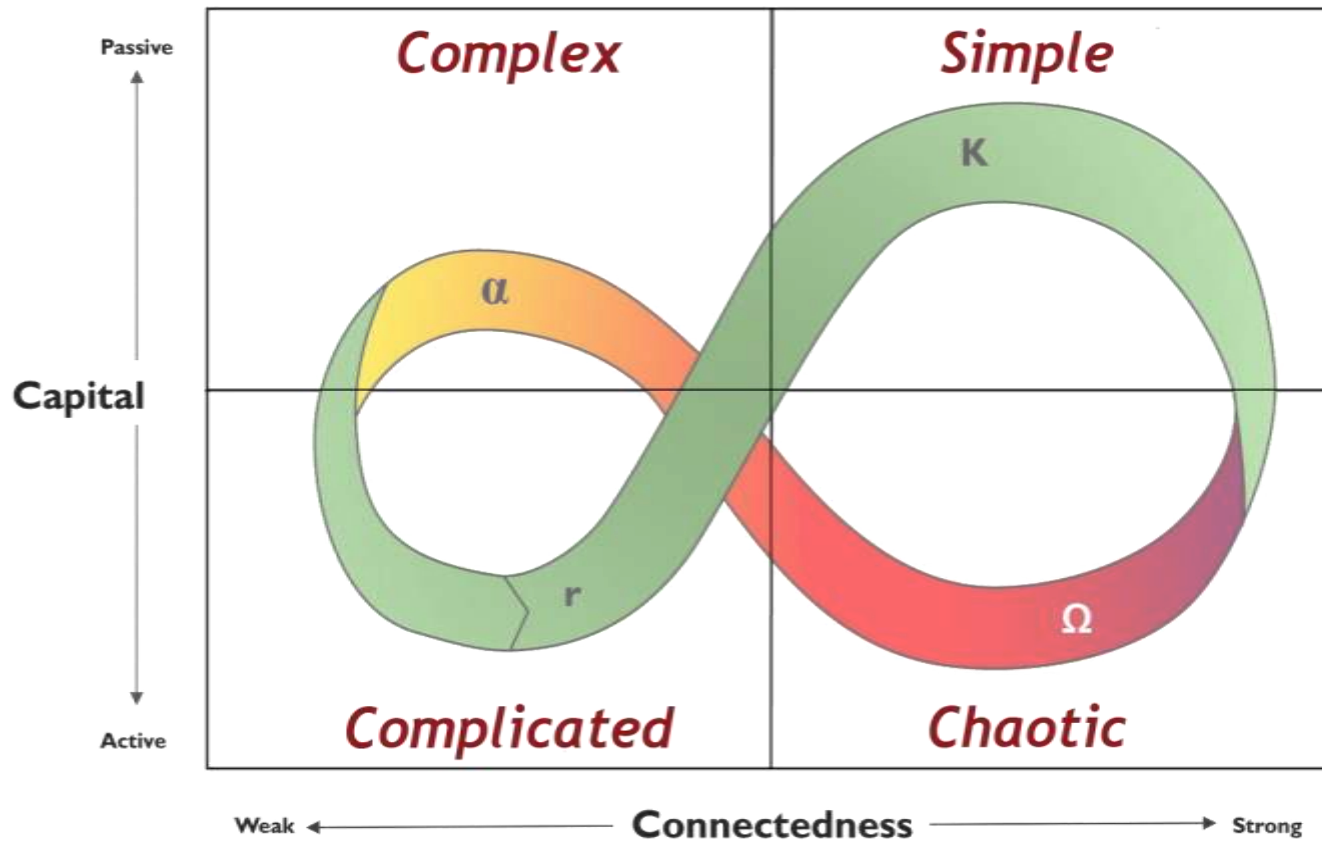 Passive
Complex
Simple
K
α
Capital
r
Ω
Complicated
Chaotic
Active
Weak
Connectedness
Strong